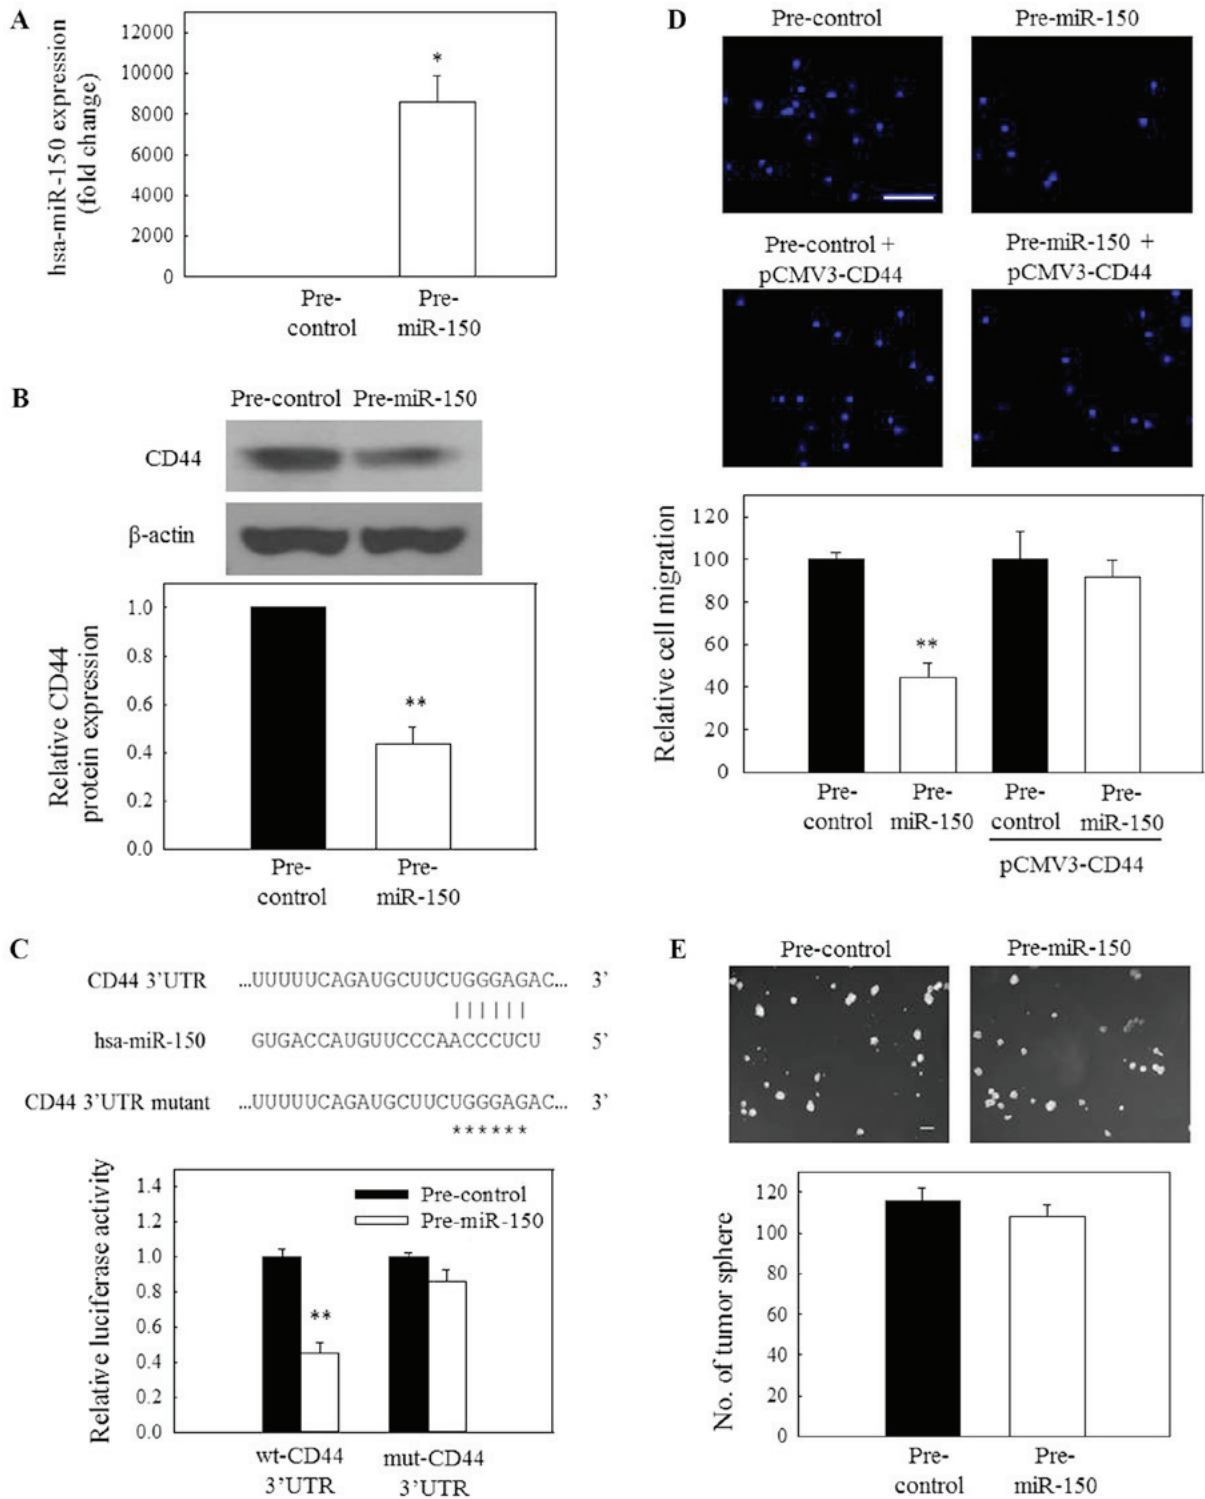 A
hsa-miR-150 expression
(fold change)
12000
10000
8000
6000
4000
2000
0
*
Pre-
control
Pre-
miR-150
B
Pre-control Pre-miR-150
CD44
β-actin
Relative CD44
protein expression
1.0
0.8
0.6
0.4
0.2
0.0
**
Pre-
control
Pre-
miR-150
C
CD44 3’UTR ...UUUUUCAGAUGCUUCUGGGAGAC... 3’
||||||
hsa-miR-150 GUGACCAUGUUCCCAACCCUCU 5’
CD44 3’UTR mutant ...UUUUUCAGAUGCUUCUGGGAGAC... 3’
******
Relative luciferase activity
1.4
1.2
1.0
0.8
0.6
0.4
0.2
0.0
Pre-control
Pre-miR-150
**
wt-CD44
3’UTR
mut-CD44
3’UTR
D
Pre-control
Pre-miR-150
Pre-control +
pCMV3-CD44
Pre-miR-150 +
pCMV3-CD44
Relative cell migration
120
100
80
60
40
20
0
**
Pre-
control
Pre-
miR-150
Pre-
control
Pre-
miR-150
pCMV3-CD44
E
Pre-control
Pre-miR-150
No. of tumor sphere
120
100
80
60
40
20
0
Pre-
control
Pre-
miR-150